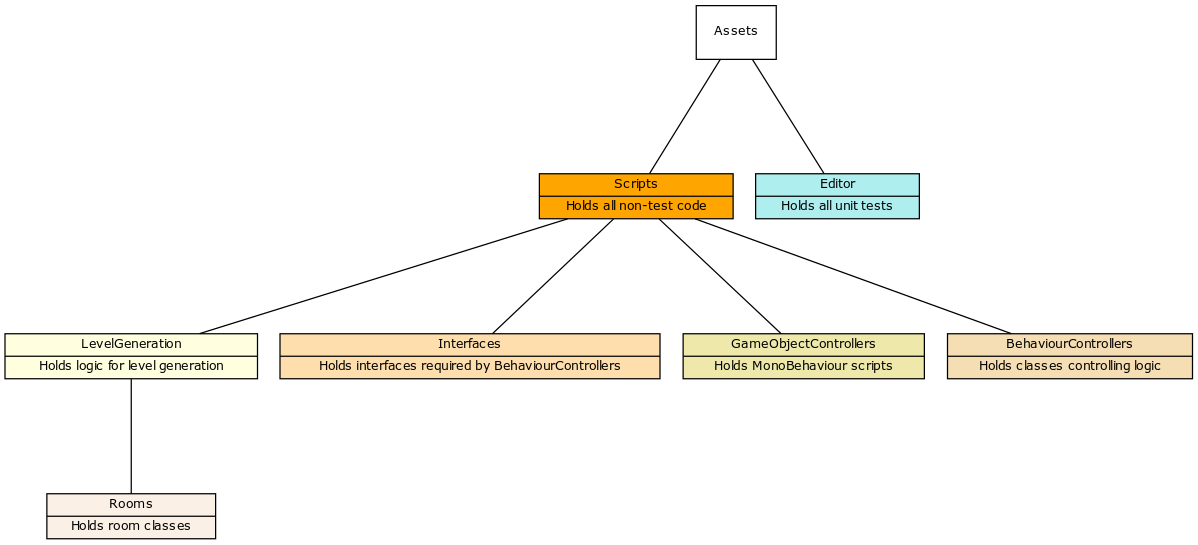 Assets
Scripts
Holds all non-test code
Editor
Holds all unit tests
LevelGeneration
Holds logic for level generation
Interfaces
Holds interfaces required by BehaviourControllers
GameObjectControllers
Holds MonoBehaviour scripts
BehaviourControllers
Holds classes controlling logic
Rooms
Holds room classes